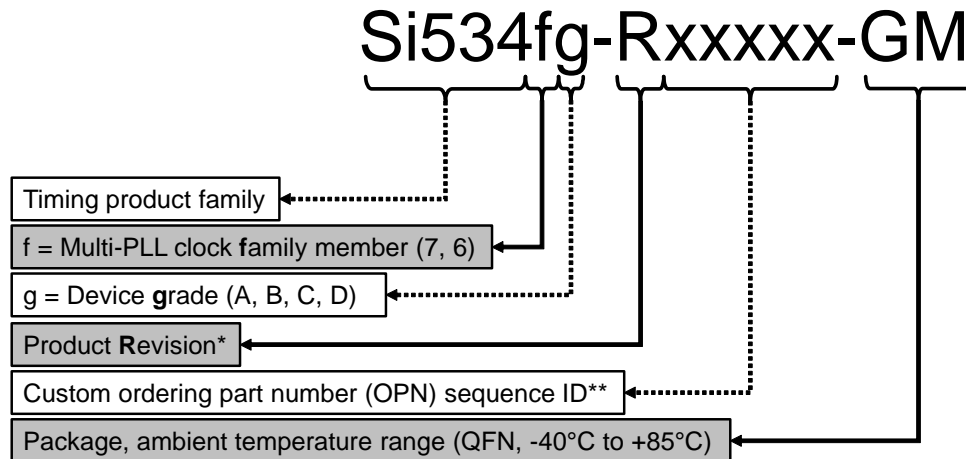 Si534fg-Rxxxxx-GM
Timing product family
f = Multi-PLL clock family member (7, 6)
g = Device grade (A, B, C, D)
Product Revision*
Custom ordering part number (OPN) sequence ID**
Package, ambient temperature range (QFN, -40°C to +85°C)